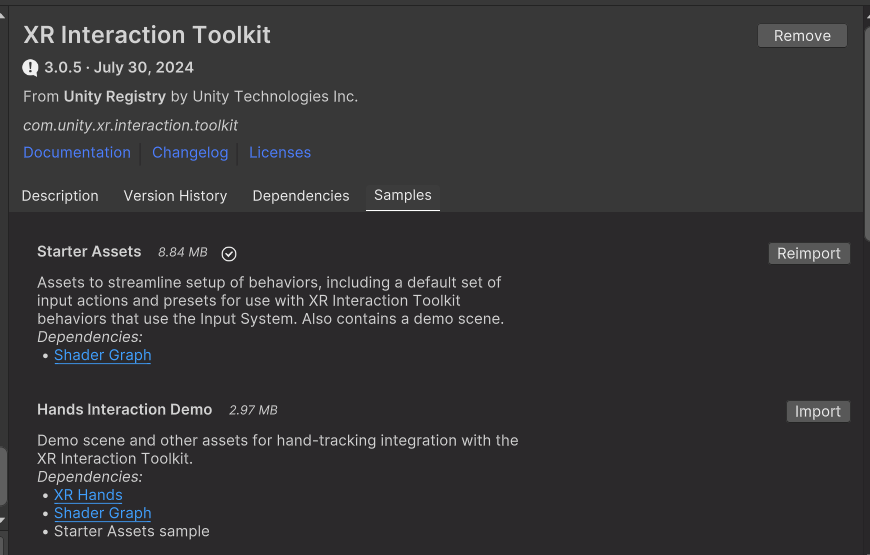 XR Interaction Toolkit
Remove
3.0.5 · July 30, 2024
From Unity Registry by Unity Technologies Inc.
com.unity.xr.interaction.toolkit
Documentation Changelog Licenses
Description Version History Dependencies Samples
Starter Assets 8.84 MB
Reimport
Assets to streamline setup of behaviors, including a default set of
input actions and presets for use with XR Interaction Toolkit
behaviors that use the Input System. Also contains a demo scene.
Dependencies:
• Shader Graph
Hands Interaction Demo 2.97 MB
Import
Demo scene and other assets for hand-tracking integration with the
XR Interaction Toolkit.
Dependencies:
• XR Hands
• Shader Graph
• Starter Assets sample